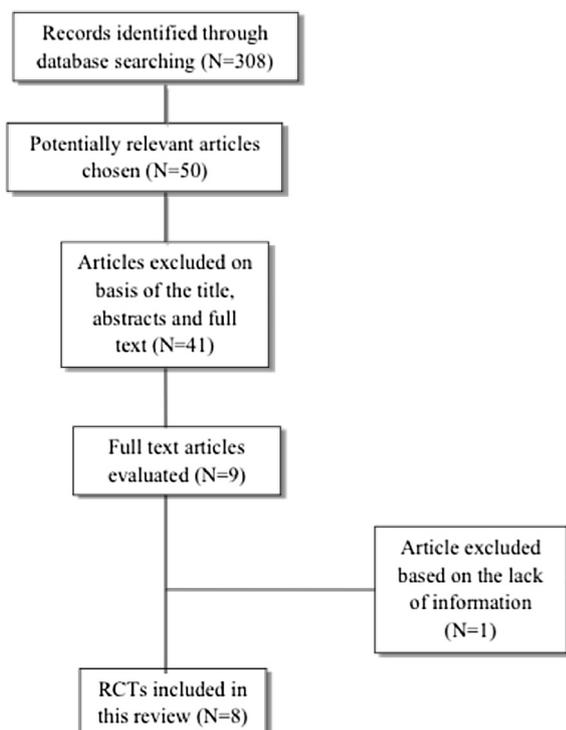 Records identified through
database searching (N=308)
Potentially relevant articles
chosen (N=50)
Articles excluded on
basis of the title,
abstracts and full
text (N=41)
Full text articles
evaluated (N=9)
Article excluded
based on the lack
of information
(N=1)
RCTs included in
this review (N=8)